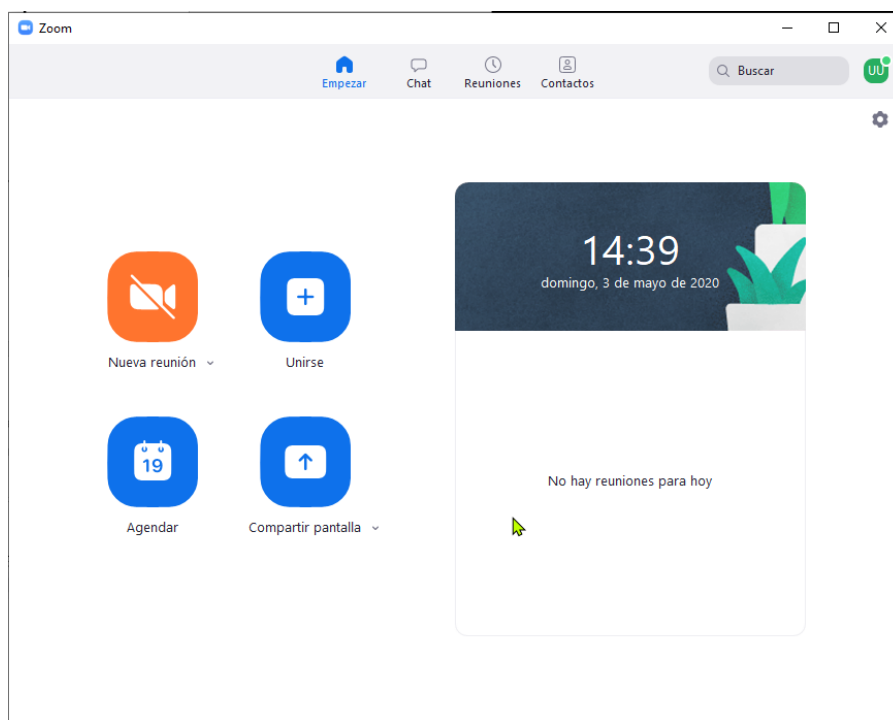 Zoom
Empezar
Chat
Reuniones
Contactos
Buscar
UU
14:39
domingo, 3 de mayo de 2020
Nueva reunión
Unirse
19
Agendar
Compartir pantalla
No hay reuniones para hoy